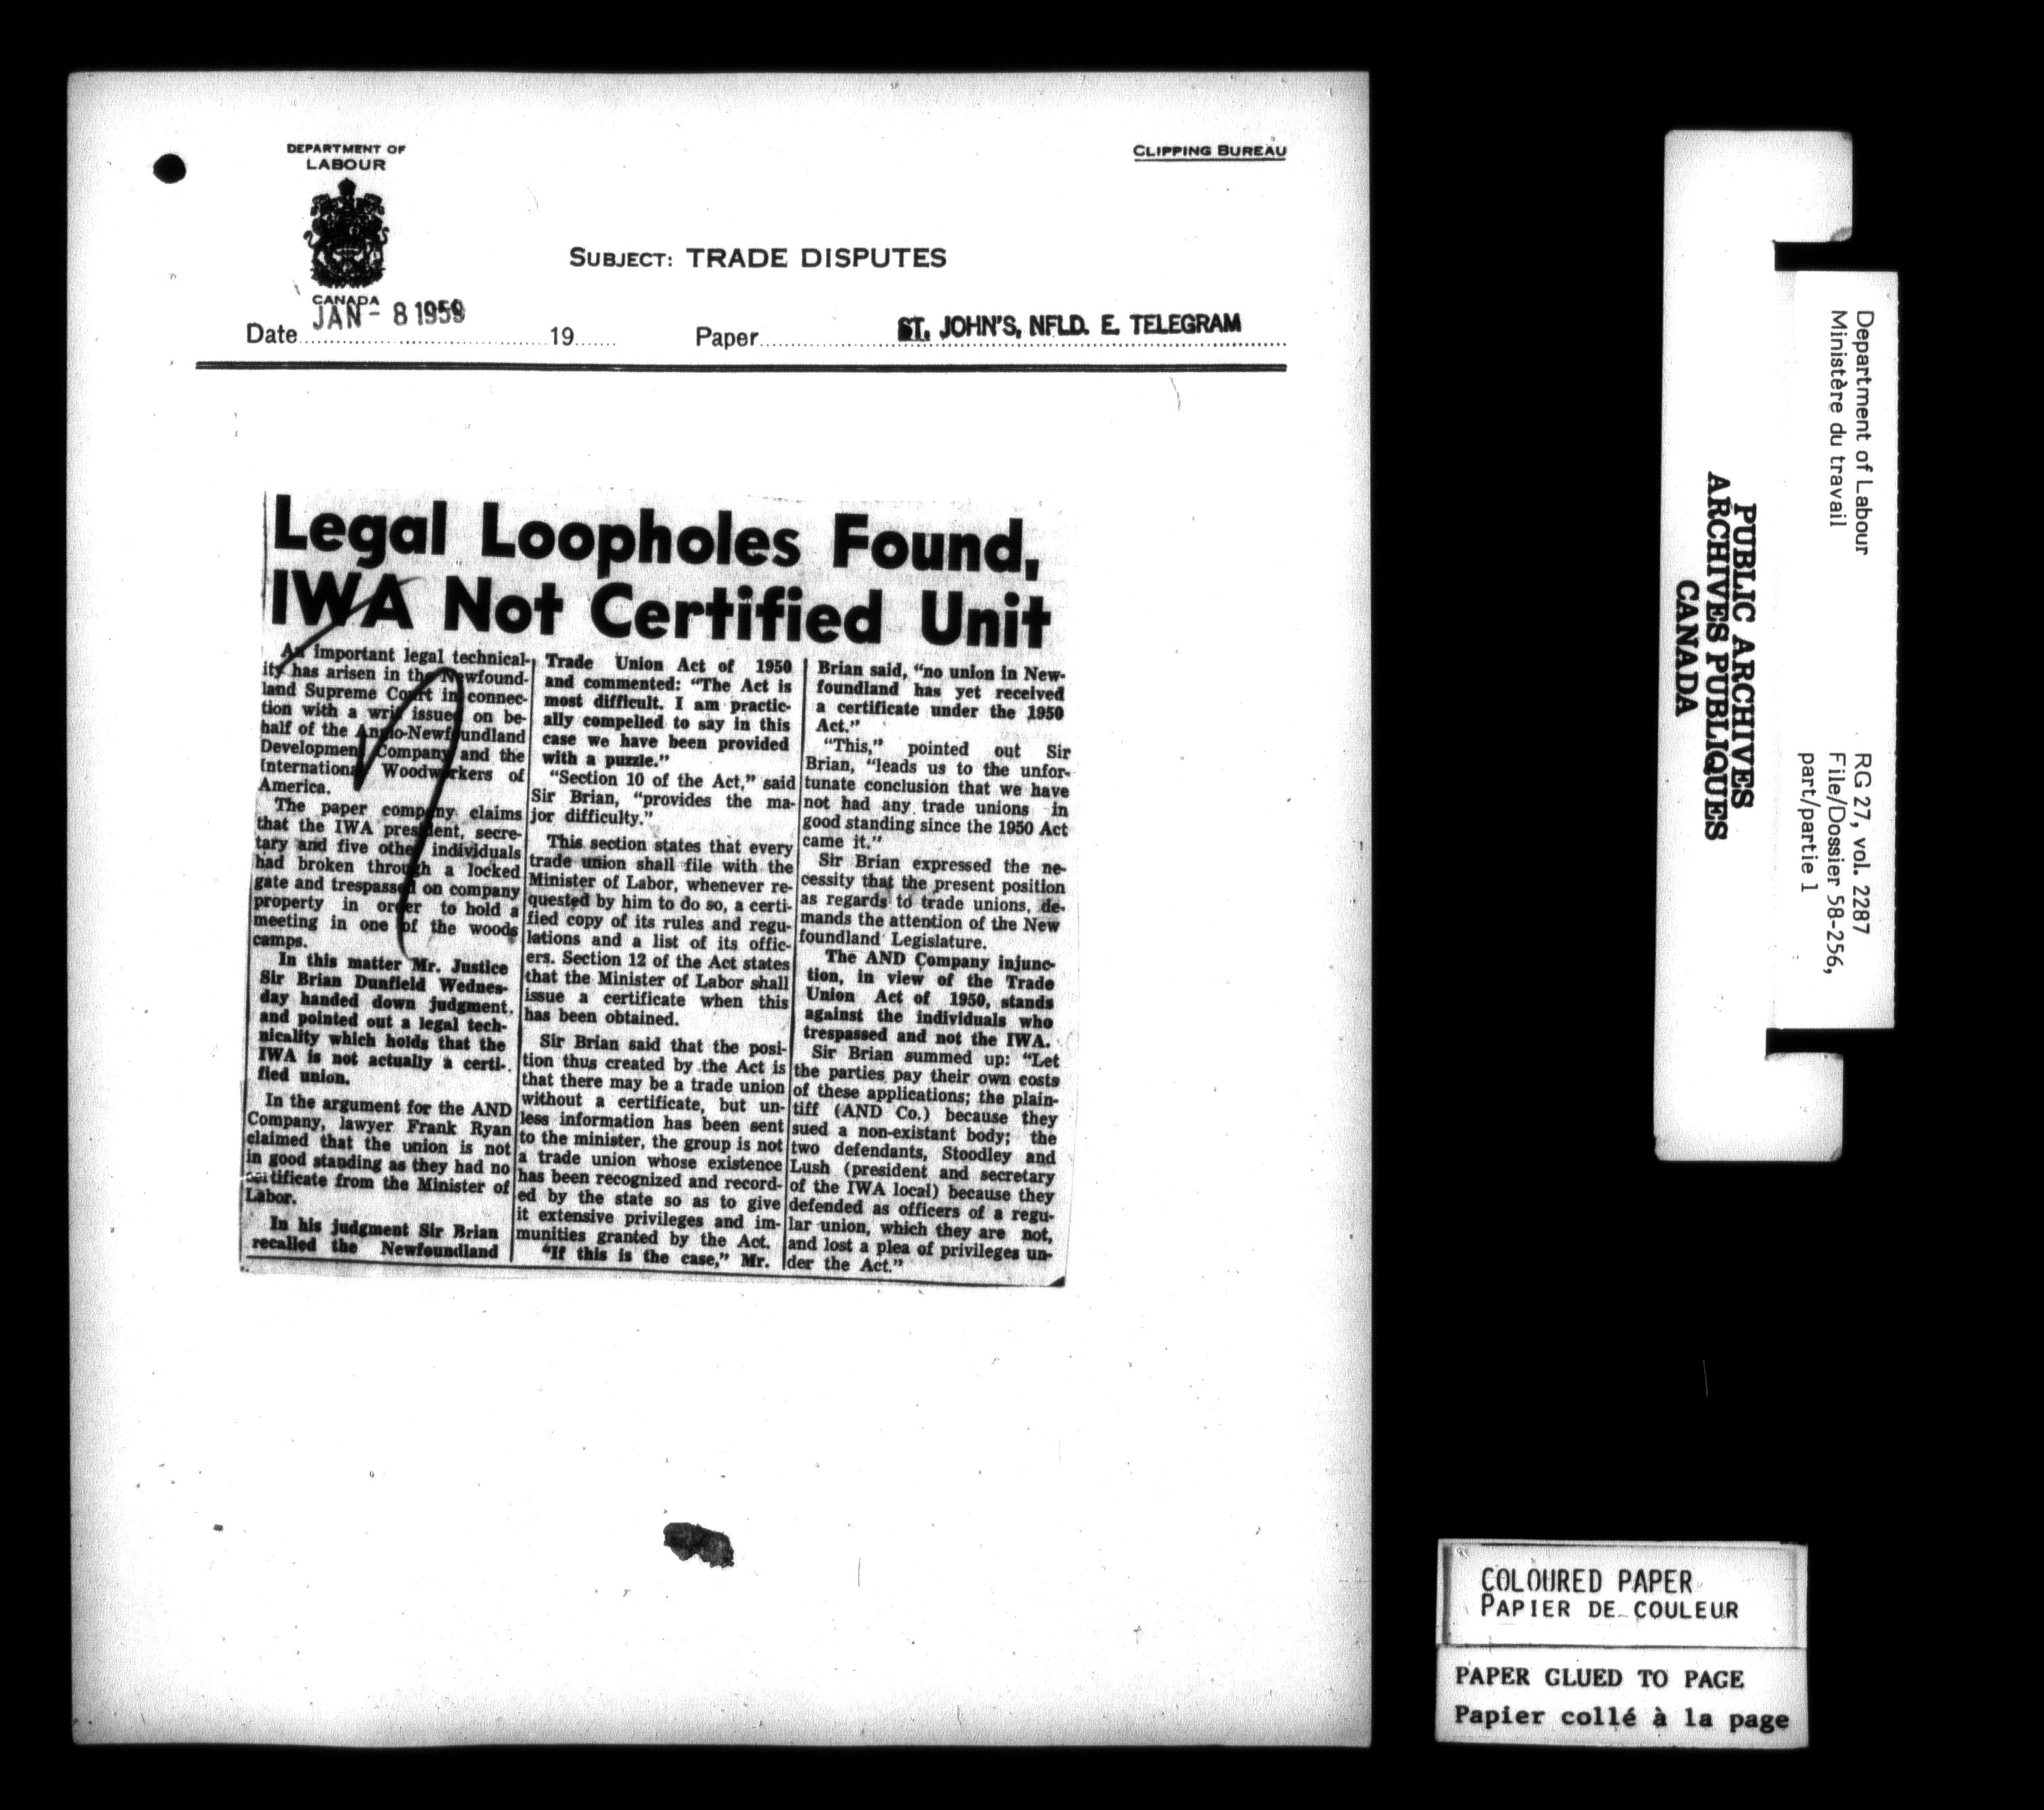 DEPARTMENT OF
LABOUR
CANADA
CLIPPING BUREAU
SUBJECT: TRADE DISPUTES
Date JAN - 8 1959 19 Paper ST. JOHN'S, NFLD. E. TELEGRAM
Legal Loopholes Found,
IWA Not Certified Unit
An important legal technical-
ity has arisen in the Newfound-
land Supreme Court in connec-
tion with a writ issued on be-
half of the Anglo-Newfoundland
Development Company and the
International Woodworkers of
America.
The paper company claims
that the IWA president, secre-
tary and five other individuals
had broken through a locked
gate and trespassed on company
property in order to hold a
meeting in one of the woods
camps.
In this matter Mr. Justice
Sir Brian Dunfield Wednes-
day handed down judgment,
and pointed out a legal tech-
nicality which holds that the
IWA is not actually a certi-
fied union.
In the argument for the AND
Company, lawyer Frank Ryan
claimed that the union is not
in good standing as they had no
certificate from the Minister of
Labor.
In his judgment Sir Brian
recalled the Newfoundland
Trade Union Act of 1950
and commented: "The Act is
most difficult. I am practic-
ally compelled to say in this
case we have been provided
with a puzzle."
"Section 10 of the Act," said
Sir Brian, "provides the ma-
jor difficulty."
This section states that every
trade union shall file with the
Minister of Labor, whenever re-
quested by him to do so, a certi-
fied copy of its rules and regu-
lations and a list of its offic-
ers. Section 12 of the Act states
that the Minister of Labor shall
issue a certificate when this
has been obtained.
Sir Brian said that the posi-
tion thus created by the Act is
that there may be a trade union
without a certificate, but un-
less information has been sent
to the minister, the group is not
a trade union whose existence
has been recognized and record-
ed by the state so as to give
it extensive privileges and im-
munities granted by the Act.
"If this is the case," Mr.
Brian said, "no union in New-
foundland has yet received
a certificate under the 1950
Act."
"This," pointed out Sir
Brian, "leads us to the unfor-
tunate conclusion that we have
not had any trade unions in
good standing since the 1950 Act
came it."
Sir Brian expressed the ne-
cessity that the present position
as regards to trade unions, de-
mands the attention of the New
foundland Legislature.
The AND Company injunc-
tion, in view of the Trade
Union Act of 1950, stands
against the individuals who
trespassed and not the IWA.
Sir Brian summed up: "Let
the parties pay their own costs
of these applications; the plain-
tiff (AND Co.) because they
sued a non-existant body; the
two defendants, Stoodley and
Lush (president and secretary
of the IWA local) because they
defended as officers of a regu-
lar union, which they are not,
and lost a plea of privileges un-
der the Act."
Department of Labour
Ministère du travail
RG 27, vol. 2287
File/Dossier 58-256,
part/partie 1
PUBLIC ARCHIVES
ARCHIVES PUBLIQUES
CANADA
COLOURED PAPER
PAPIER DE COULEUR
PAPER GLUED TO PAGE
Papier collé à la page